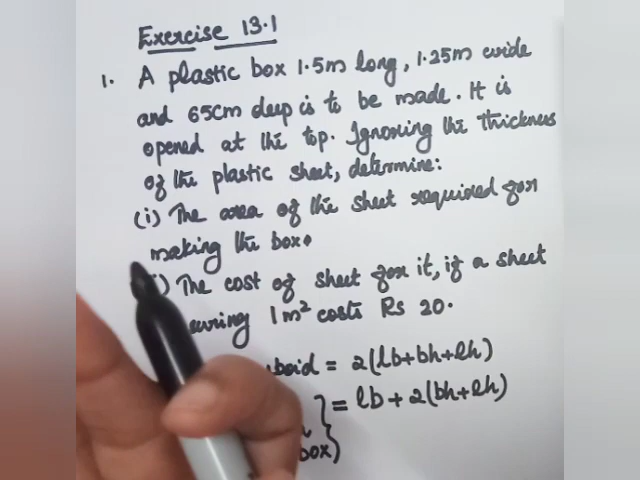 Exercise 13.1
1. A plastic box 1.5m long, 1.25m wide
and 65cm deep is to be made. It is
opened at the top. Ignoring the thickness
of the plastic sheet, determine:
(i) The area of the sheet required for
making the box.
) The cost of sheet for it, if a sheet
1m² costs Rs 20.
= 2(lb+bh+lh)
= lb + 2(bh+lh)
box)